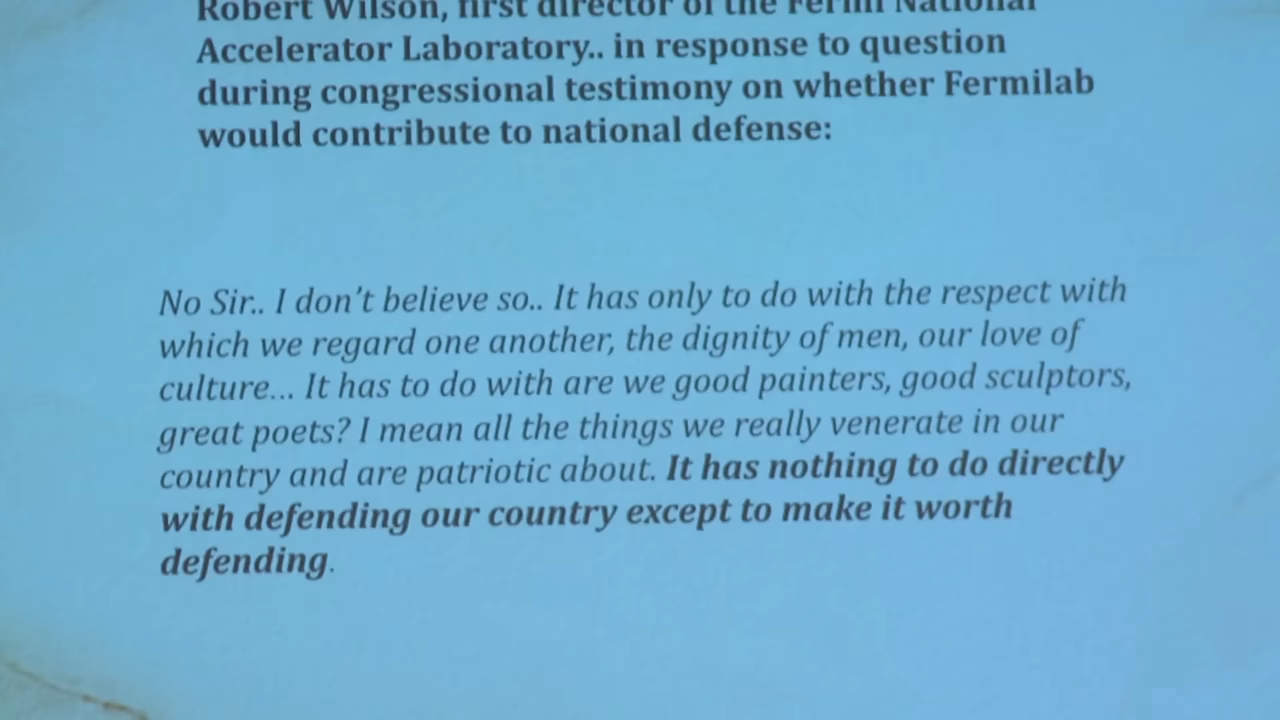 Robert Wilson, first director of the Fermi National
Accelerator Laboratory.. in response to question
during congressional testimony on whether Fermilab
would contribute to national defense:
No Sir.. I don't believe so.. It has only to do with the respect with
which we regard one another, the dignity of men, our love of
culture... It has to do with are we good painters, good sculptors,
great poets? I mean all the things we really venerate in our
country and are patriotic about. It has nothing to do directly
with defending our country except to make it worth
defending.